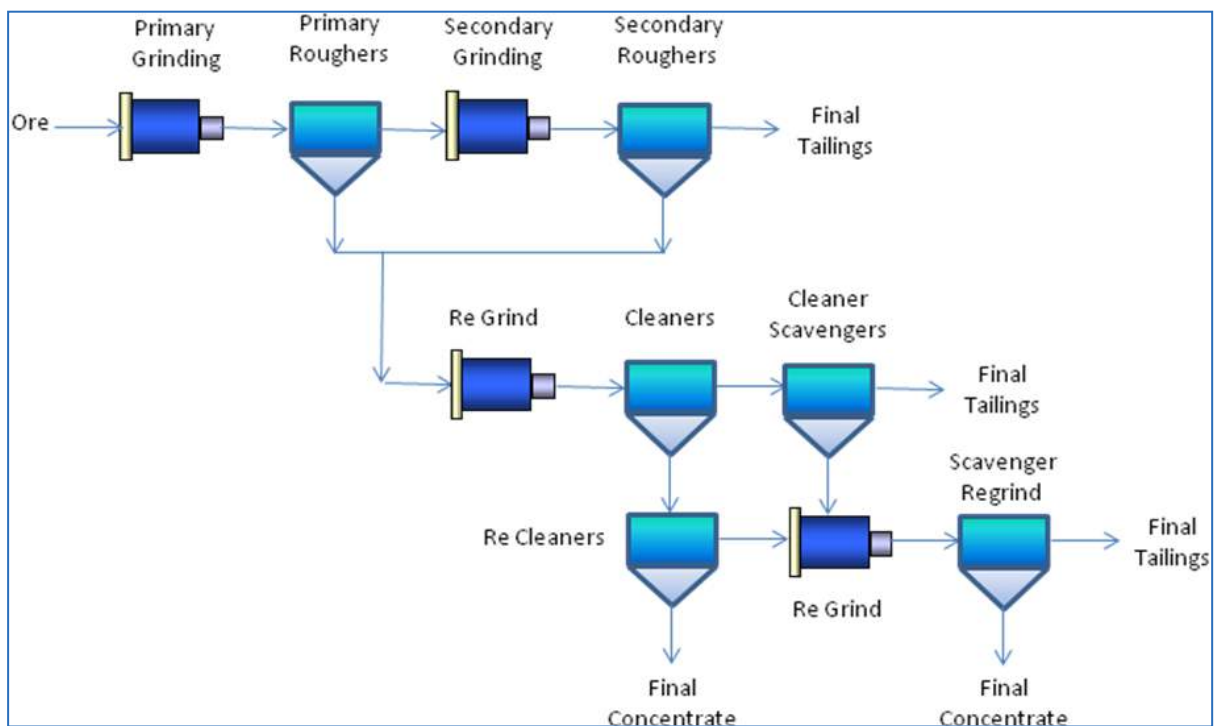 Primary
Grinding
Primary
Roughers
Secondary
Grinding
Secondary
Roughers
Ore
Final
Tailings
Re Grind
Cleaners
Cleaner
Scavengers
Final
Tailings
Re Cleaners
Scavenger
Regrind
Final
Tailings
Re Grind
Final
Concentrate
Final
Concentrate